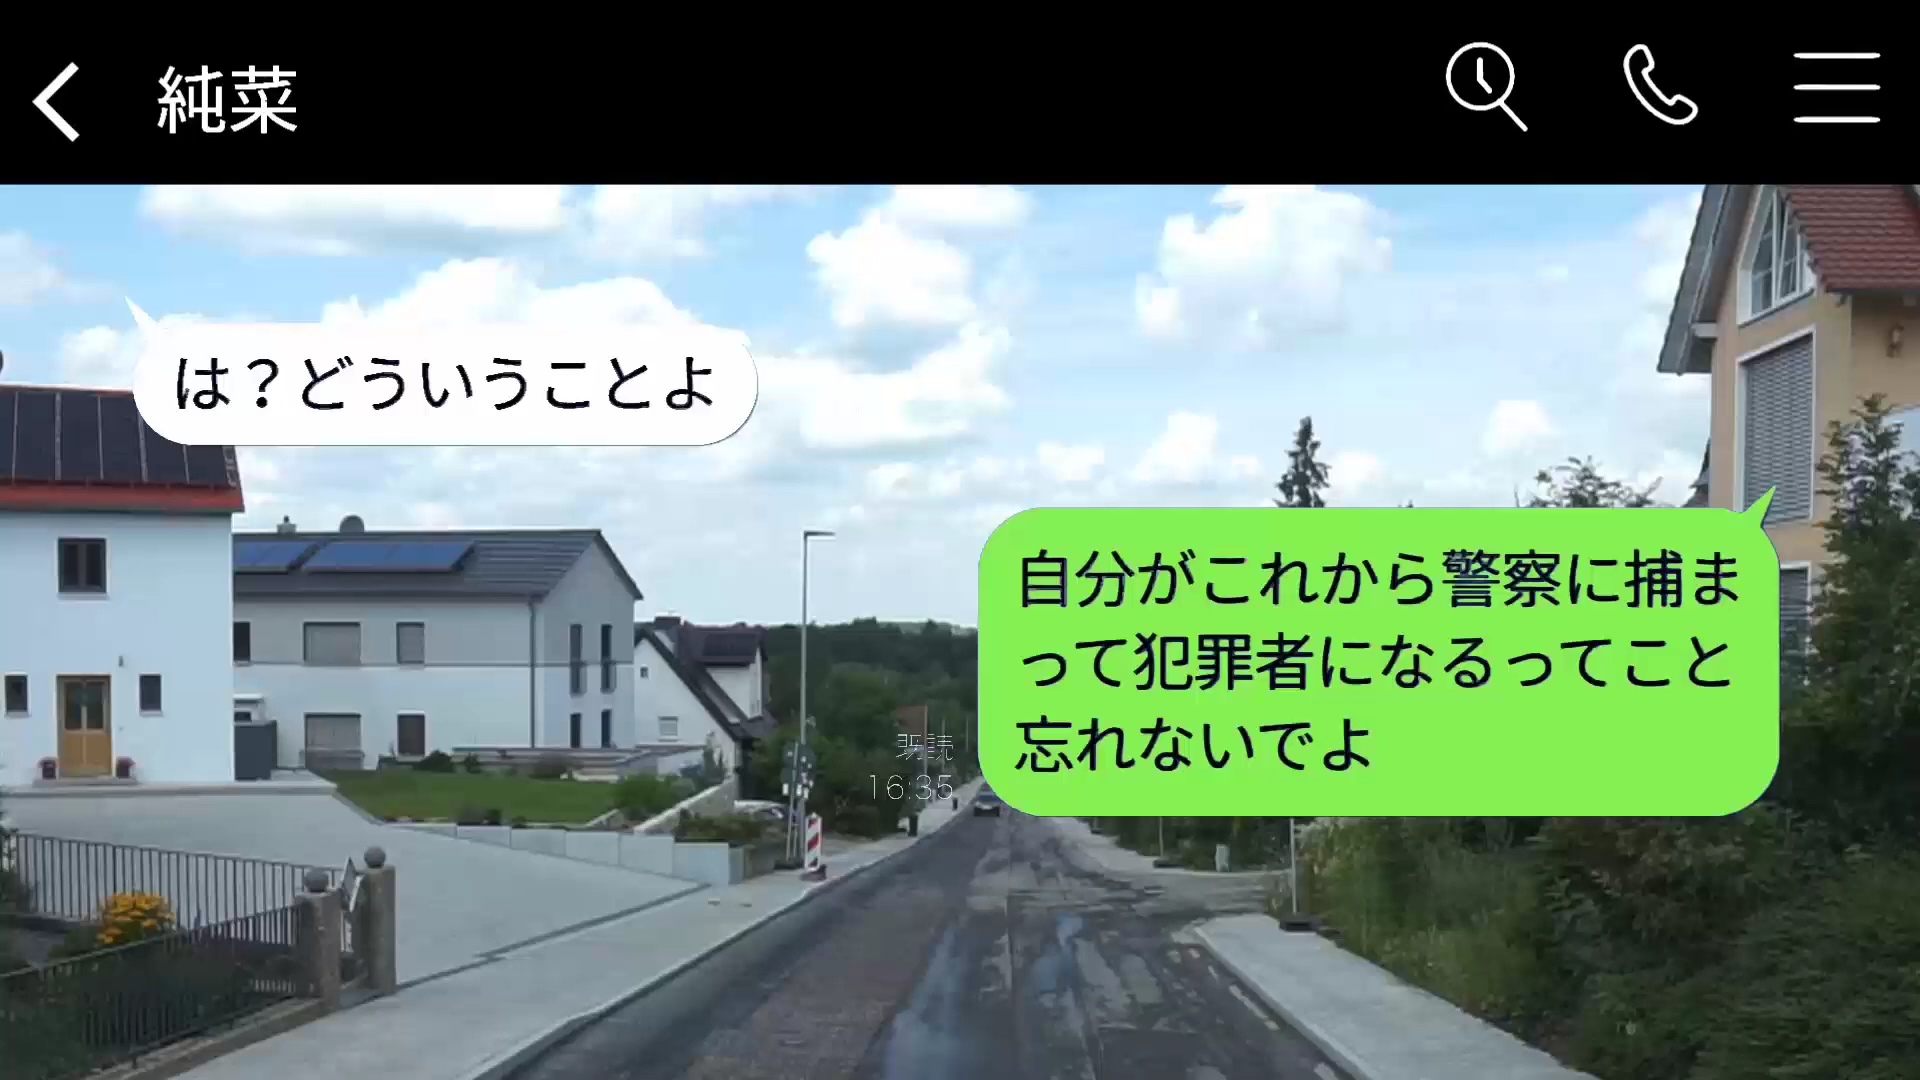 純菜
は？どういうことよ
自分がこれから警察に捕ま
って犯罪者になるってこと
忘れないでよ
既読
16:35